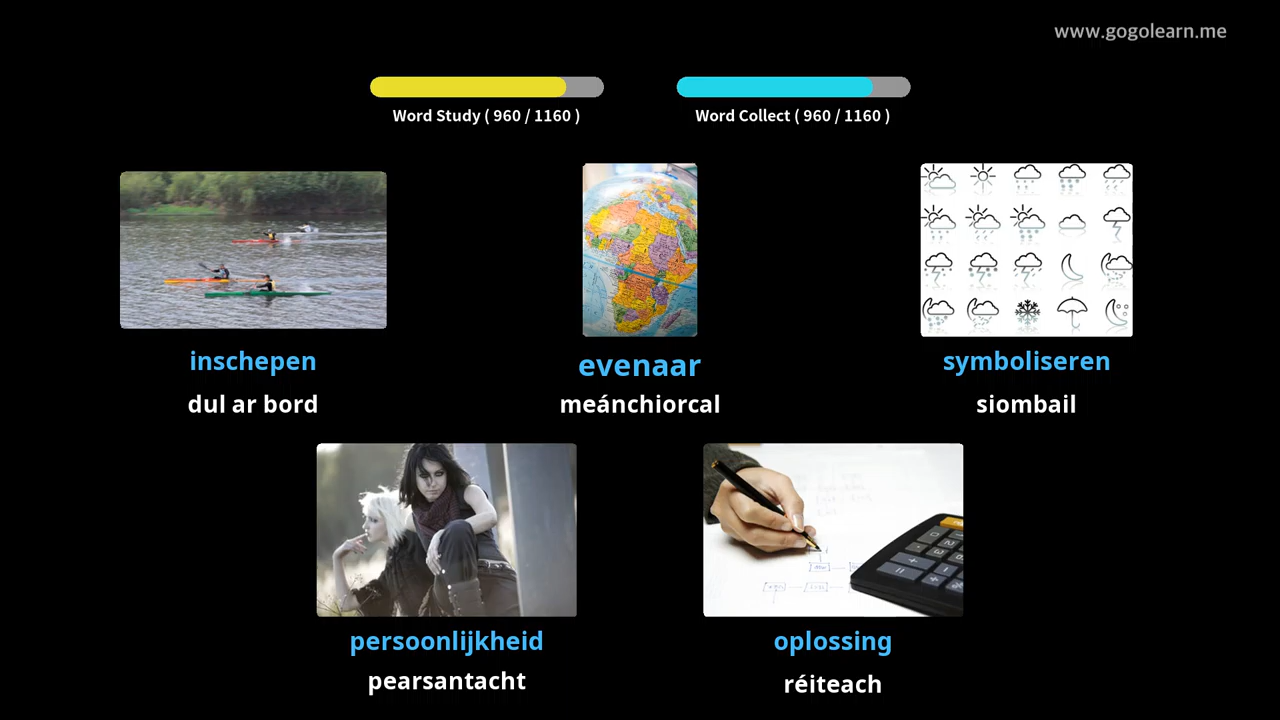 www.gogolearn.me
Word Study ( 960 / 1160 )
Word Collect ( 960 / 1160 )
inschepen
dul ar bord
evenaar
meánchiorcal
symboliseren
siombail
persoonlijkheid
pearsantacht
oplossing
réiteach